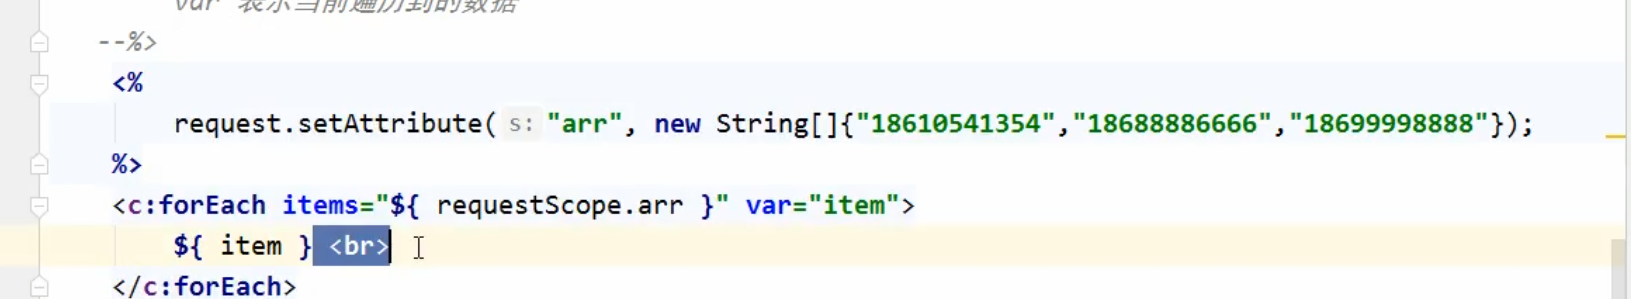 var 表示当前遍历到的数据
--%>
<%
request.setAttribute( s: "arr", new String[]{"18610541354","18688886666","18699998888"});
%>
<c:forEach items="${ requestScope.arr }" var="item">
${ item } <br>
</c:forEach>